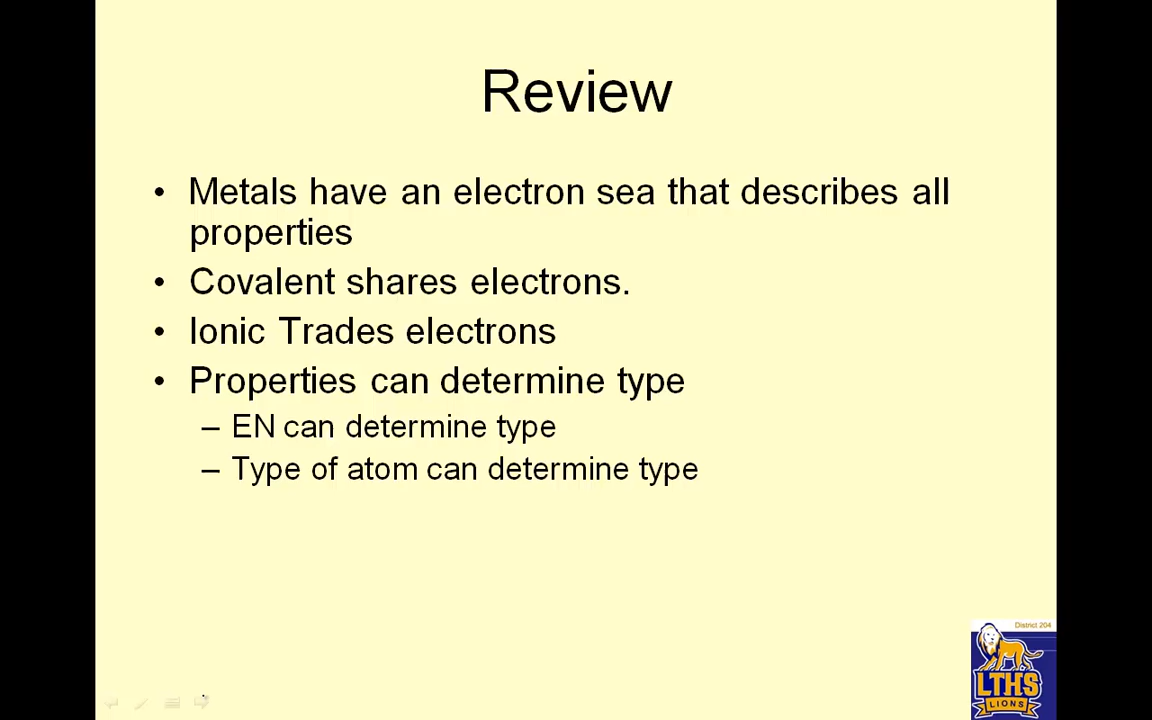 Review
• Metals have an electron sea that describes all
properties
• Covalent shares electrons.
• Ionic Trades electrons
• Properties can determine type
– EN can determine type
– Type of atom can determine type
District 204
LTHS
LIONS